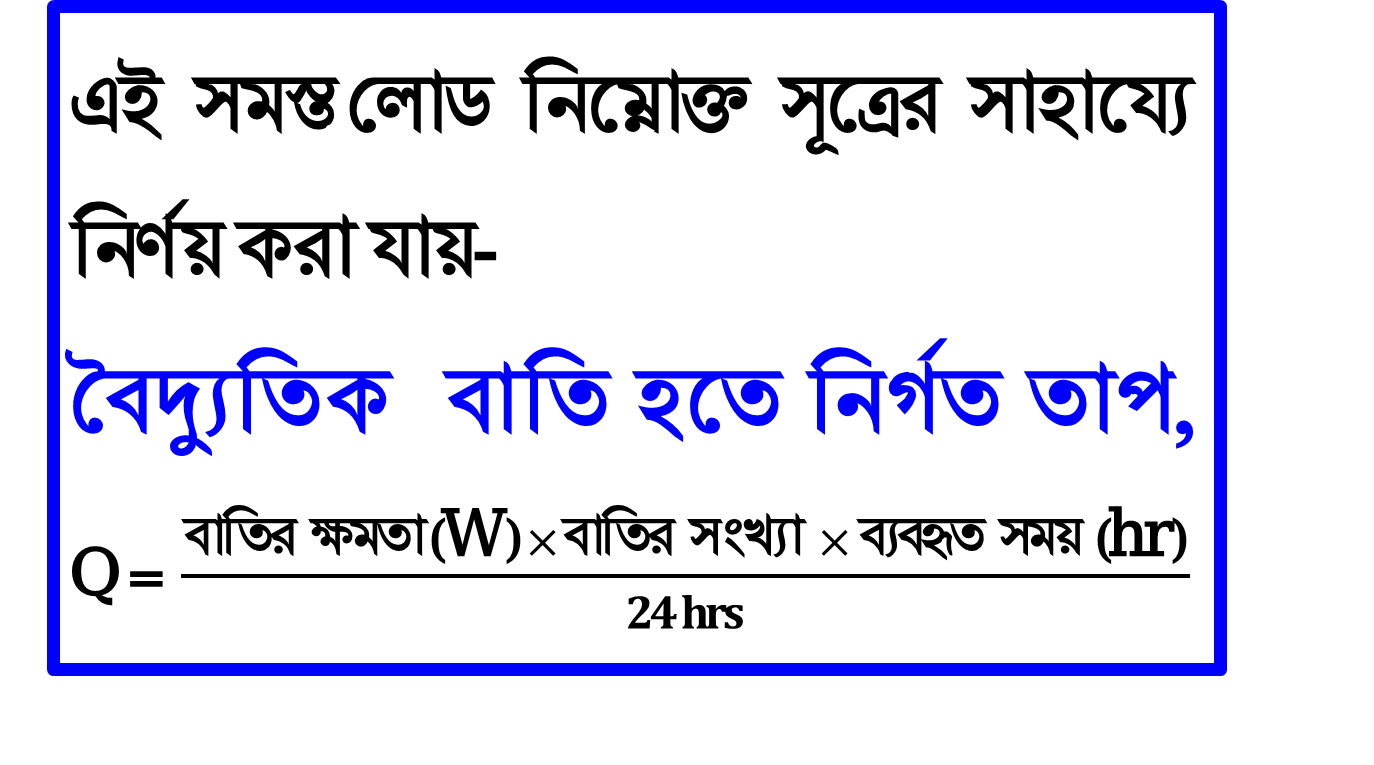 এই সমস্ত লোড নিম্নোক্ত সূত্রের সাহায্যে
নির্ণয় করা যায়-
বৈদ্যুতিক বাতি হতে নির্গত তাপ,
Q = বাতির ক্ষমতা (W) × বাতির সংখ্যা × ব্যবহৃত সময় (hr)
24 hrs